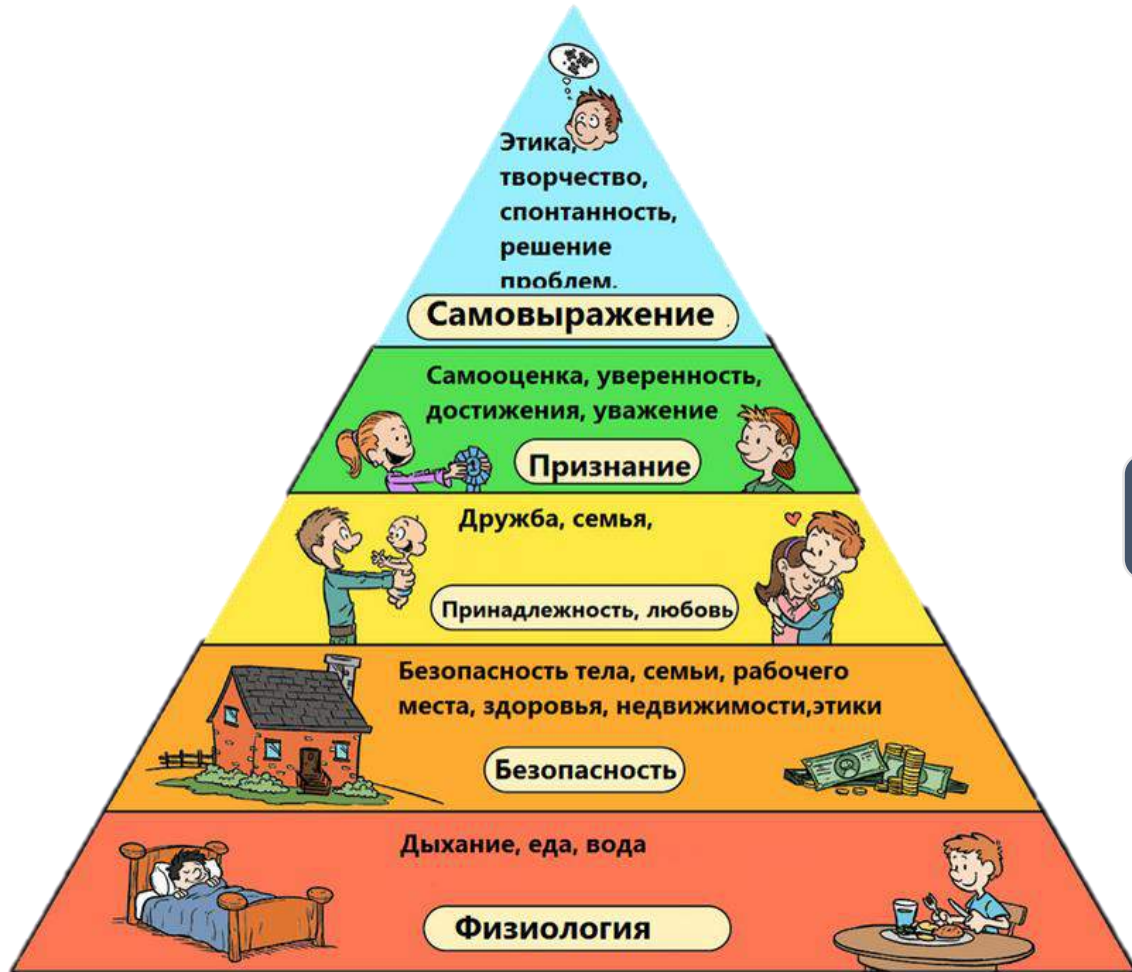 Этика,
творчество,
спонтанность,
решение
проблем.
Самовыражение
Самооценка, уверенность,
достижения, уважение
Признание
Дружба, семья,
Принадлежность, любовь
Безопасность тела, семьи, рабочего
места, здоровья, недвижимости,этики
Безопасность
Дыхание, еда, вода
Физиология